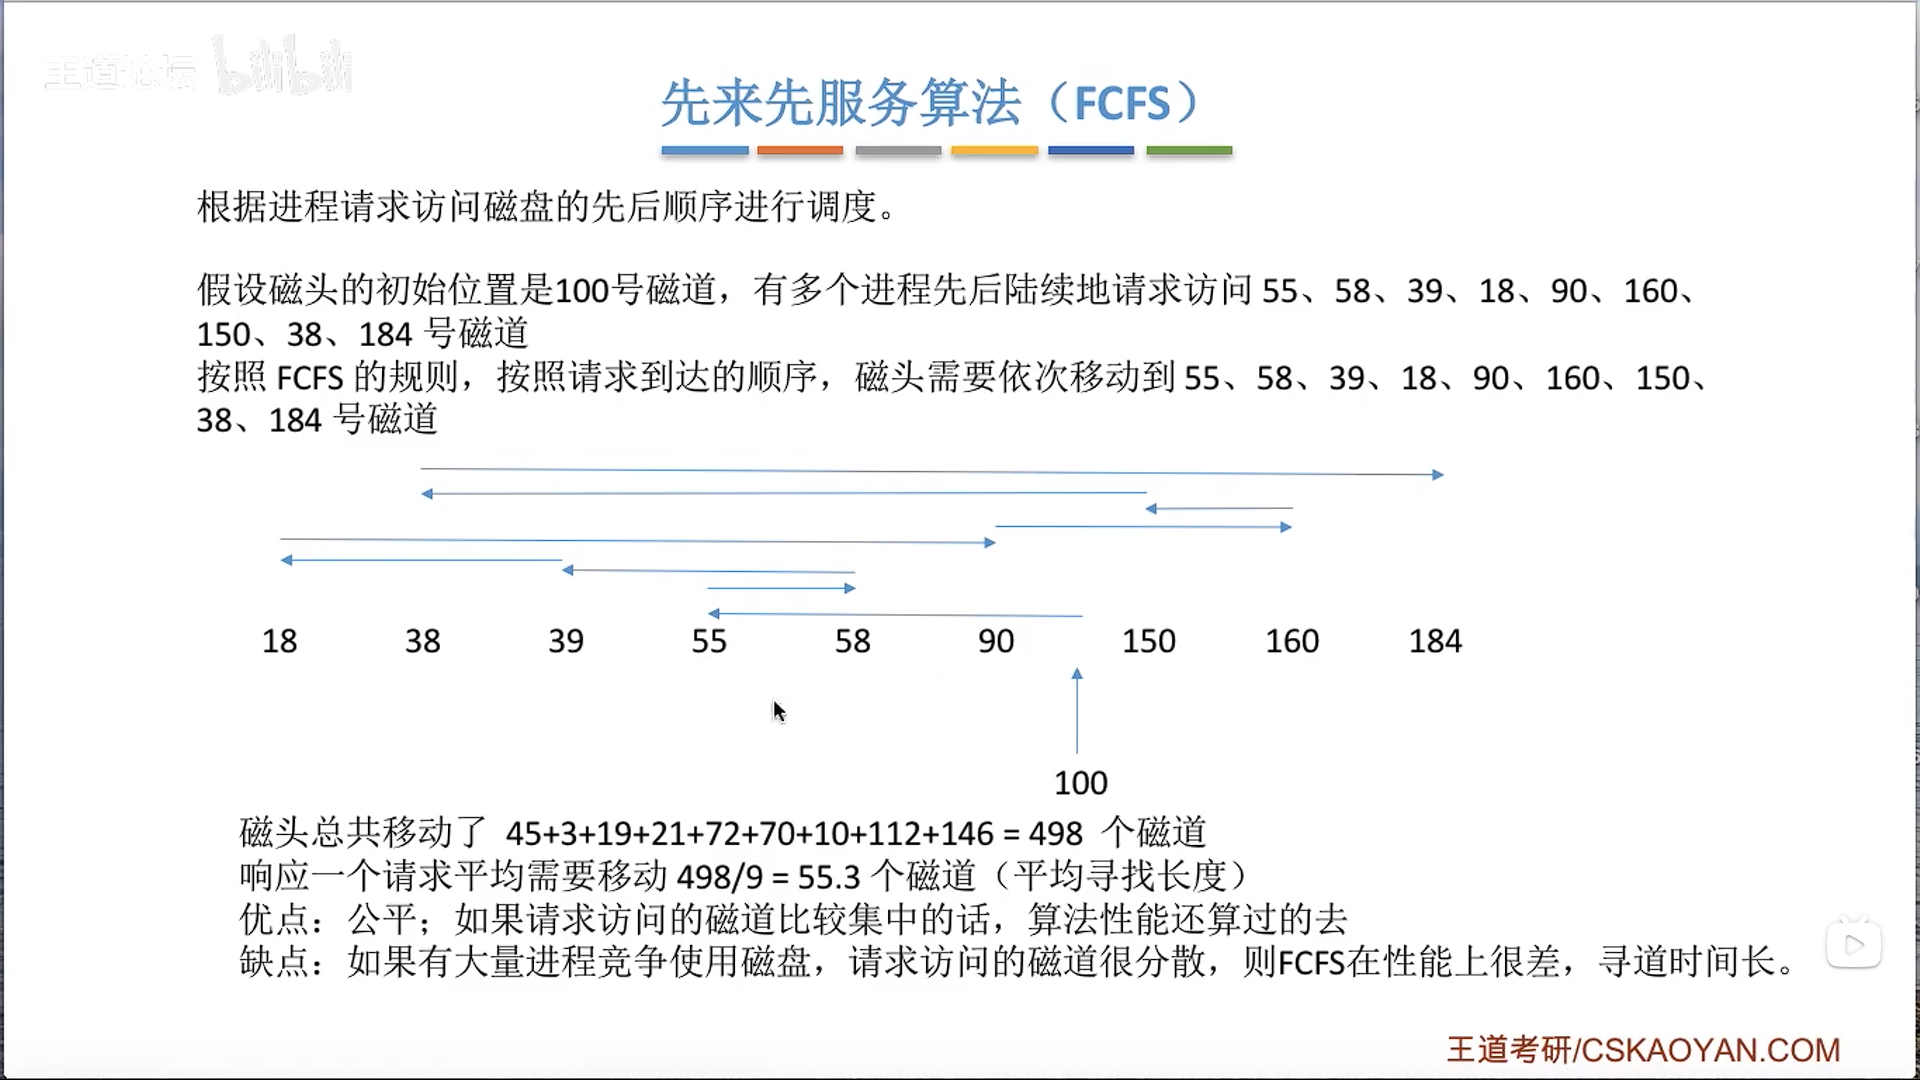 王道论坛 bilibili
先来先服务算法（FCFS）
根据进程请求访问磁盘的先后顺序进行调度。
假设磁头的初始位置是100号磁道，有多个进程先后陆续地请求访问 55、58、39、18、90、160、
150、38、184 号磁道
按照 FCFS 的规则，按照请求到达的顺序，磁头需要依次移动到 55、58、39、18、90、160、150、
38、184 号磁道
18 38 39 55 58 90 150 160 184
100
磁头总共移动了 45+3+19+21+72+70+10+112+146 = 498 个磁道
响应一个请求平均需要移动 498/9 = 55.3 个磁道（平均寻找长度）
优点：公平；如果请求访问的磁道比较集中的话，算法性能还算过的去
缺点：如果有大量进程竞争使用磁盘，请求访问的磁道很分散，则FCFS在性能上很差，寻道时间长。
王道考研/CSKAOYAN.COM